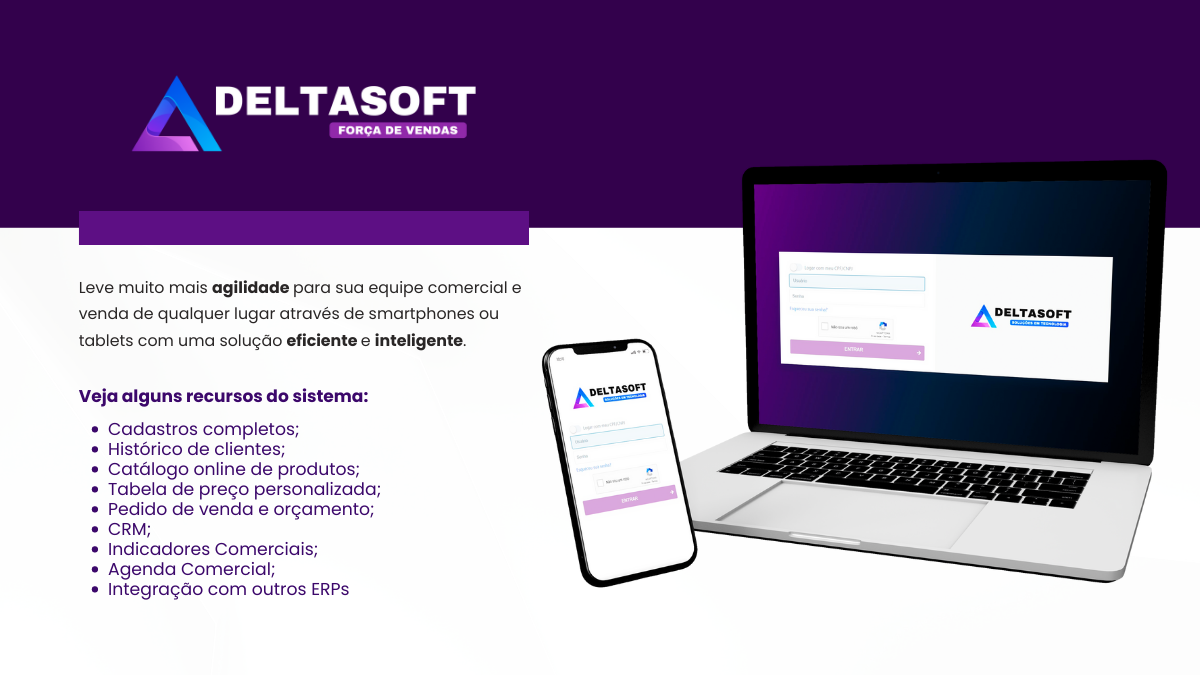 DELTASOFT
FORÇA DE VENDAS
Leve muito mais agilidade para sua equipe comercial e
venda de qualquer lugar através de smartphones ou
tablets com uma solução eficiente e inteligente.
Veja alguns recursos do sistema:
Cadastros completos;
Histórico de clientes;
Catálogo online de produtos;
Tabela de preço personalizada;
Pedido de venda e orçamento;
CRM;
Indicadores Comerciais;
Agenda Comercial;
Integração com outros ERPs
DELTASOFT
SOLUÇÕES EM TECNOLOGIA
Usuário
Senha
Não sou um robô
ENTRAR
Usuário
Senha
Não sou um robô
ENTRAR
DELTASOFT
SOLUÇÕES EM TECNOLOGIA